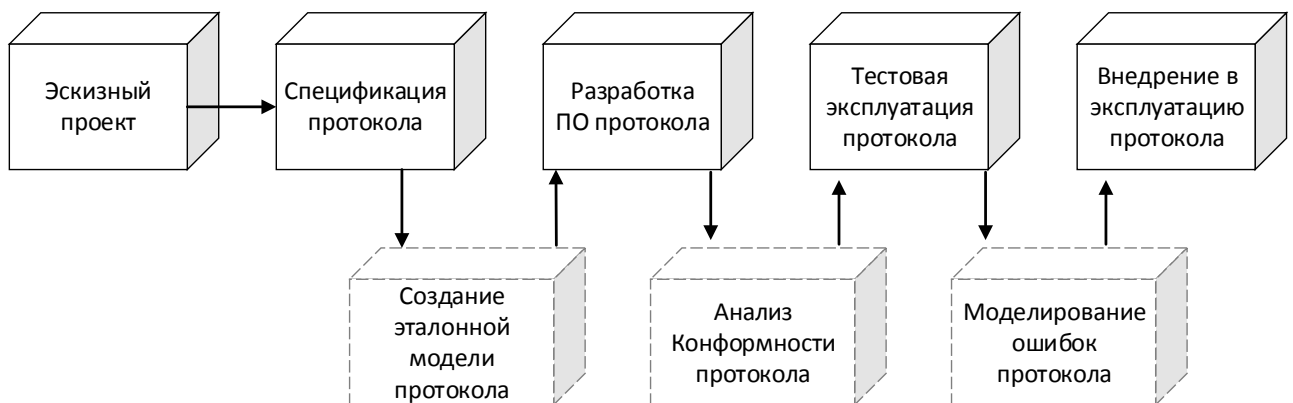 Эскизный
проект
Спецификация
протокола
Разработка
ПО протокола
Тестовая
эксплуатация
протокола
Внедрение в
эксплуатацию
протокола
Создание
эталонной
модели
протокола
Анализ
Конформности
протокола
Моделирование
ошибок
протокола